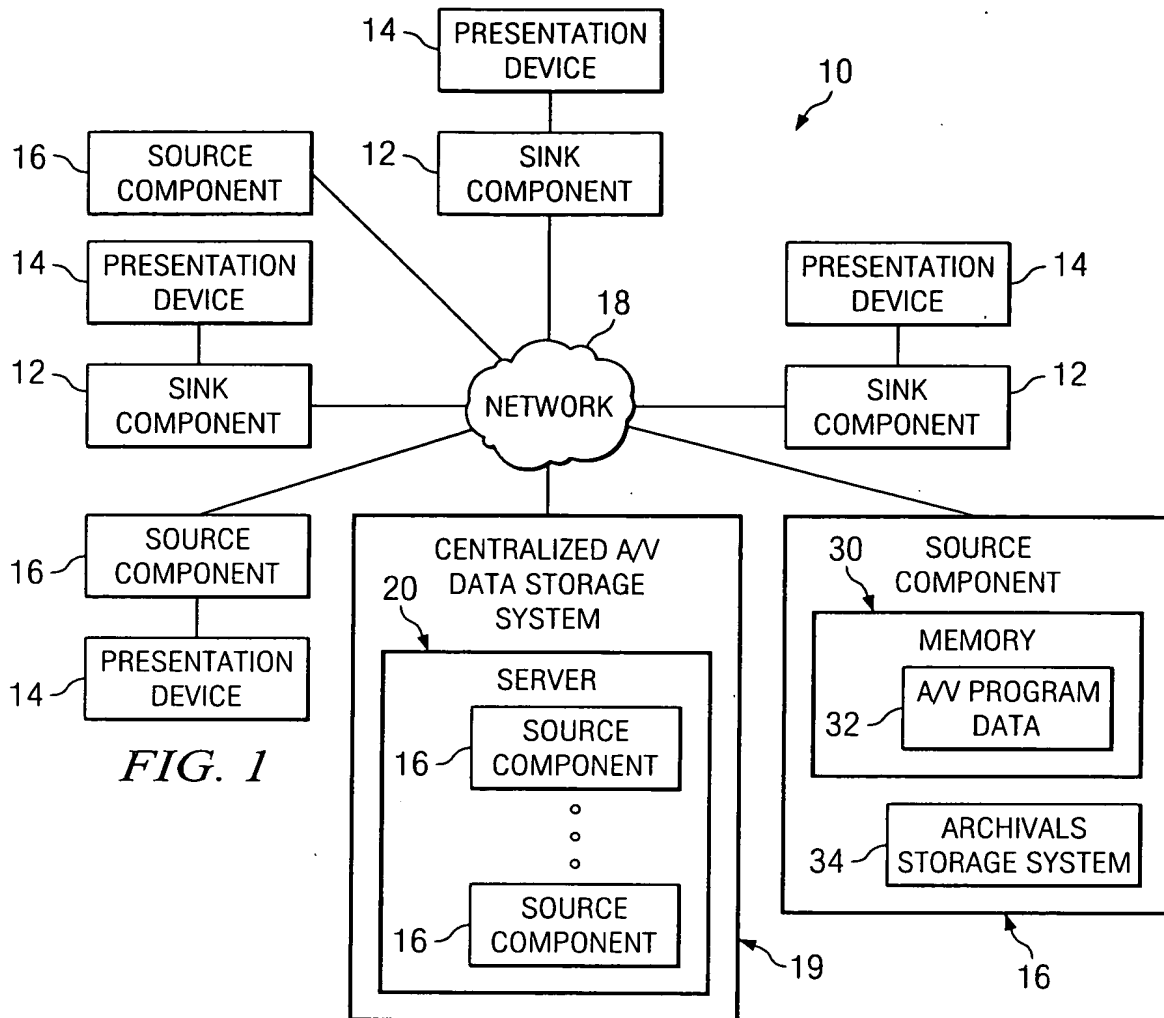 14
PRESENTATION
DEVICE
10
16
SOURCE
COMPONENT
12
SINK
COMPONENT
14
PRESENTATION
DEVICE
PRESENTATION
DEVICE
14
18
12
SINK
COMPONENT
NETWORK
SINK
COMPONENT
12
16
SOURCE
COMPONENT
14
PRESENTATION
DEVICE
FIG. 1
CENTRALIZED A/V
DATA STORAGE
SYSTEM
20
SERVER
16
SOURCE
COMPONENT
16
SOURCE
COMPONENT
19
SOURCE
COMPONENT
30
MEMORY
32
A/V PROGRAM
DATA
34
ARCHIVALS
STORAGE SYSTEM
16